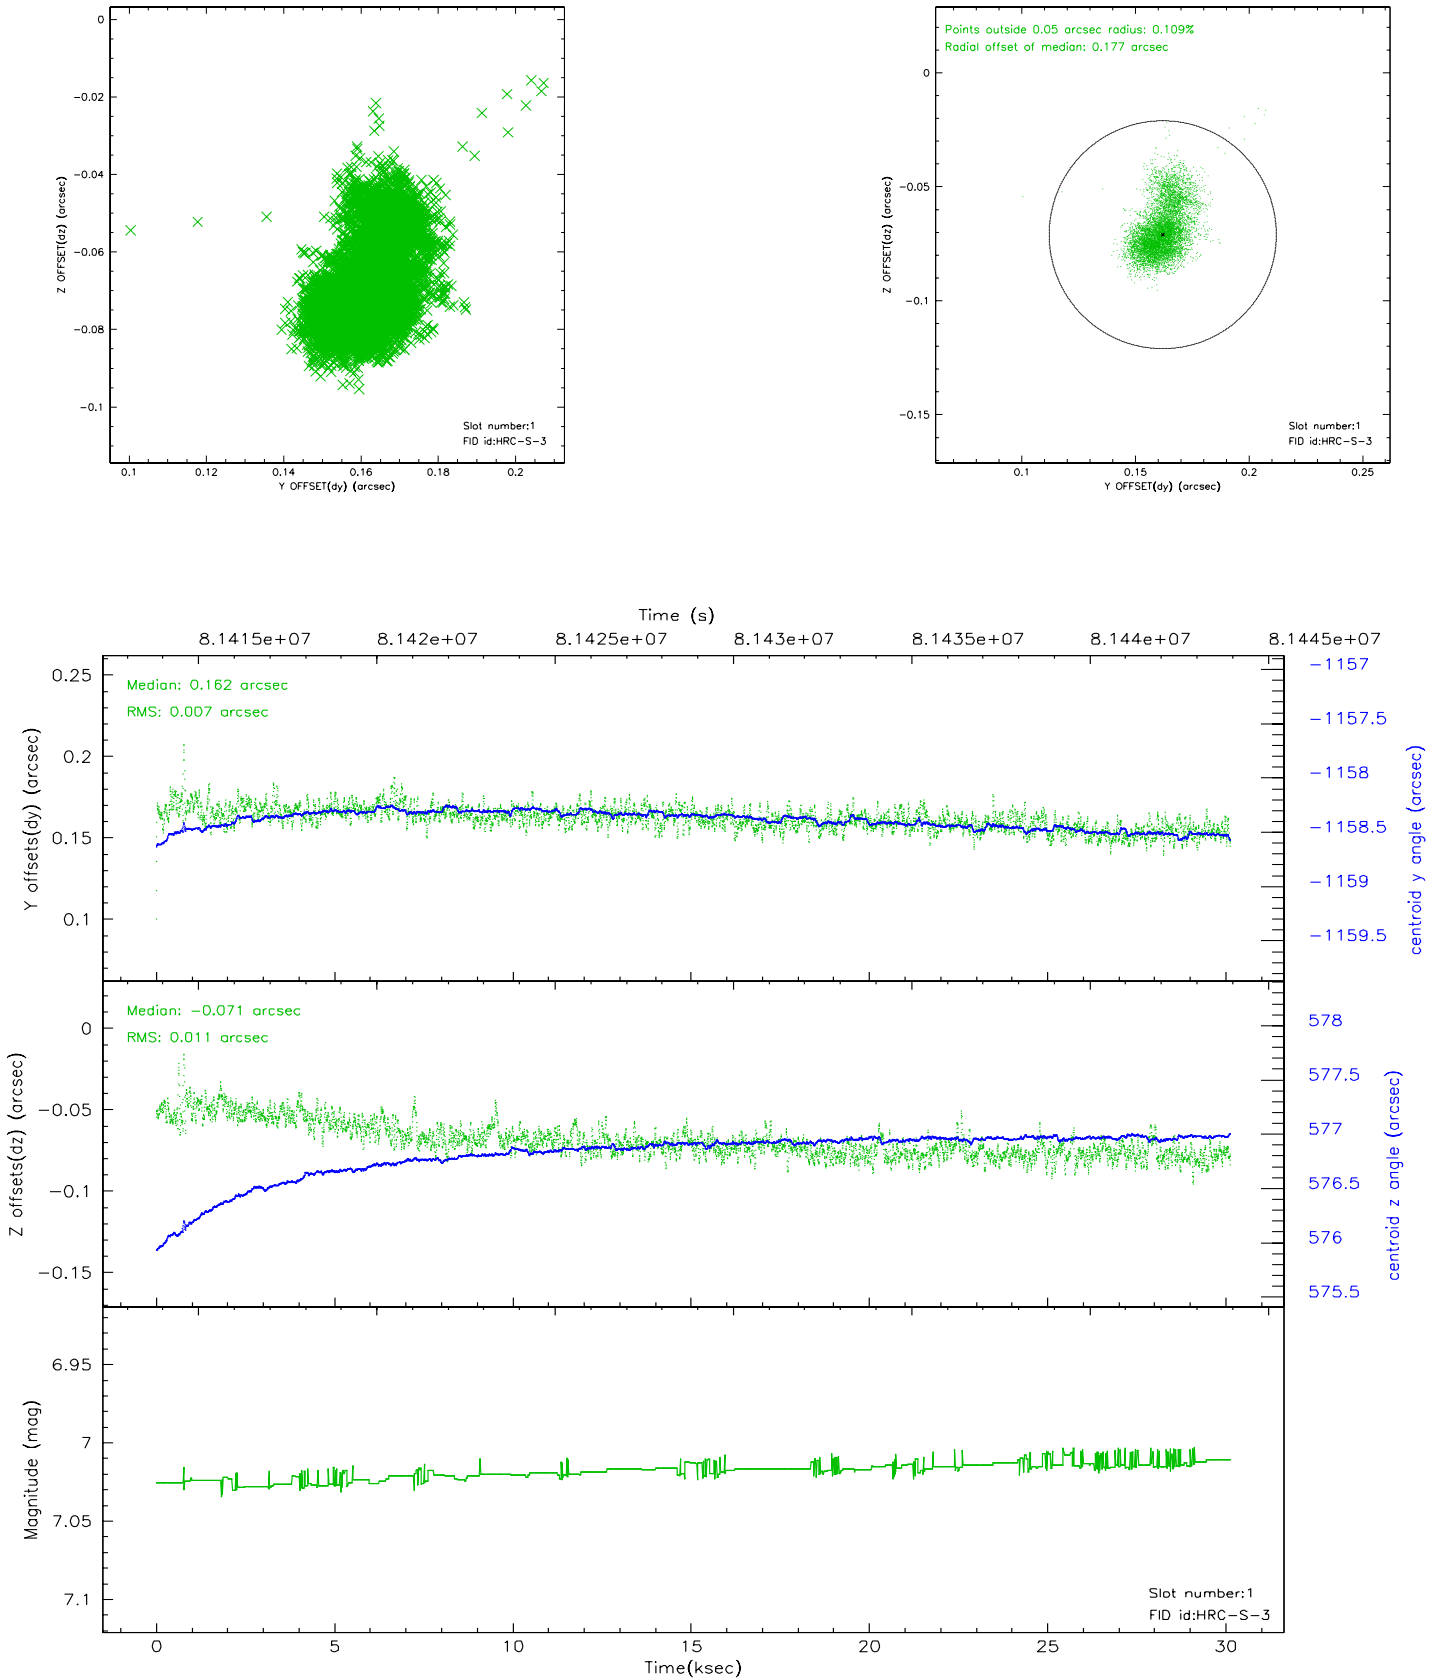 0
−0.02
−0.04
−0.06
−0.08
−0.1
Z OFFSET(dz) (arcsec)
Slot number:1
FID id:HRC−S−3
0.1 0.12 0.14 0.16 0.18 0.2
Y OFFSET(dy) (arcsec)
Points outside 0.05 arcsec radius: 0.109%
Radial offset of median: 0.177 arcsec
0
−0.05
−0.1
−0.15
Z OFFSET(dz) (arcsec)
Slot number:1
FID id:HRC−S−3
0.1 0.15 0.2 0.25
Y OFFSET(dy) (arcsec)
Time (s)
8.1415e+07 8.142e+07 8.1425e+07 8.143e+07 8.1435e+07 8.144e+07 8.1445e+07
Median: 0.162 arcsec
RMS: 0.007 arcsec
0.25
0.2
0.15
0.1
Y offsets(dy) (arcsec)
−1157
−1157.5
−1158
−1158.5
−1159
−1159.5
centroid y angle (arcsec)
Median: −0.071 arcsec
RMS: 0.011 arcsec
0
−0.05
−0.1
−0.15
Z offsets(dz) (arcsec)
578
577.5
577
576.5
576
575.5
centroid z angle (arcsec)
6.95
7
7.05
7.1
Magnitude (mag)
Slot number:1
FID id:HRC−S−3
0 5 10 15 20 25 30
Time(ksec)